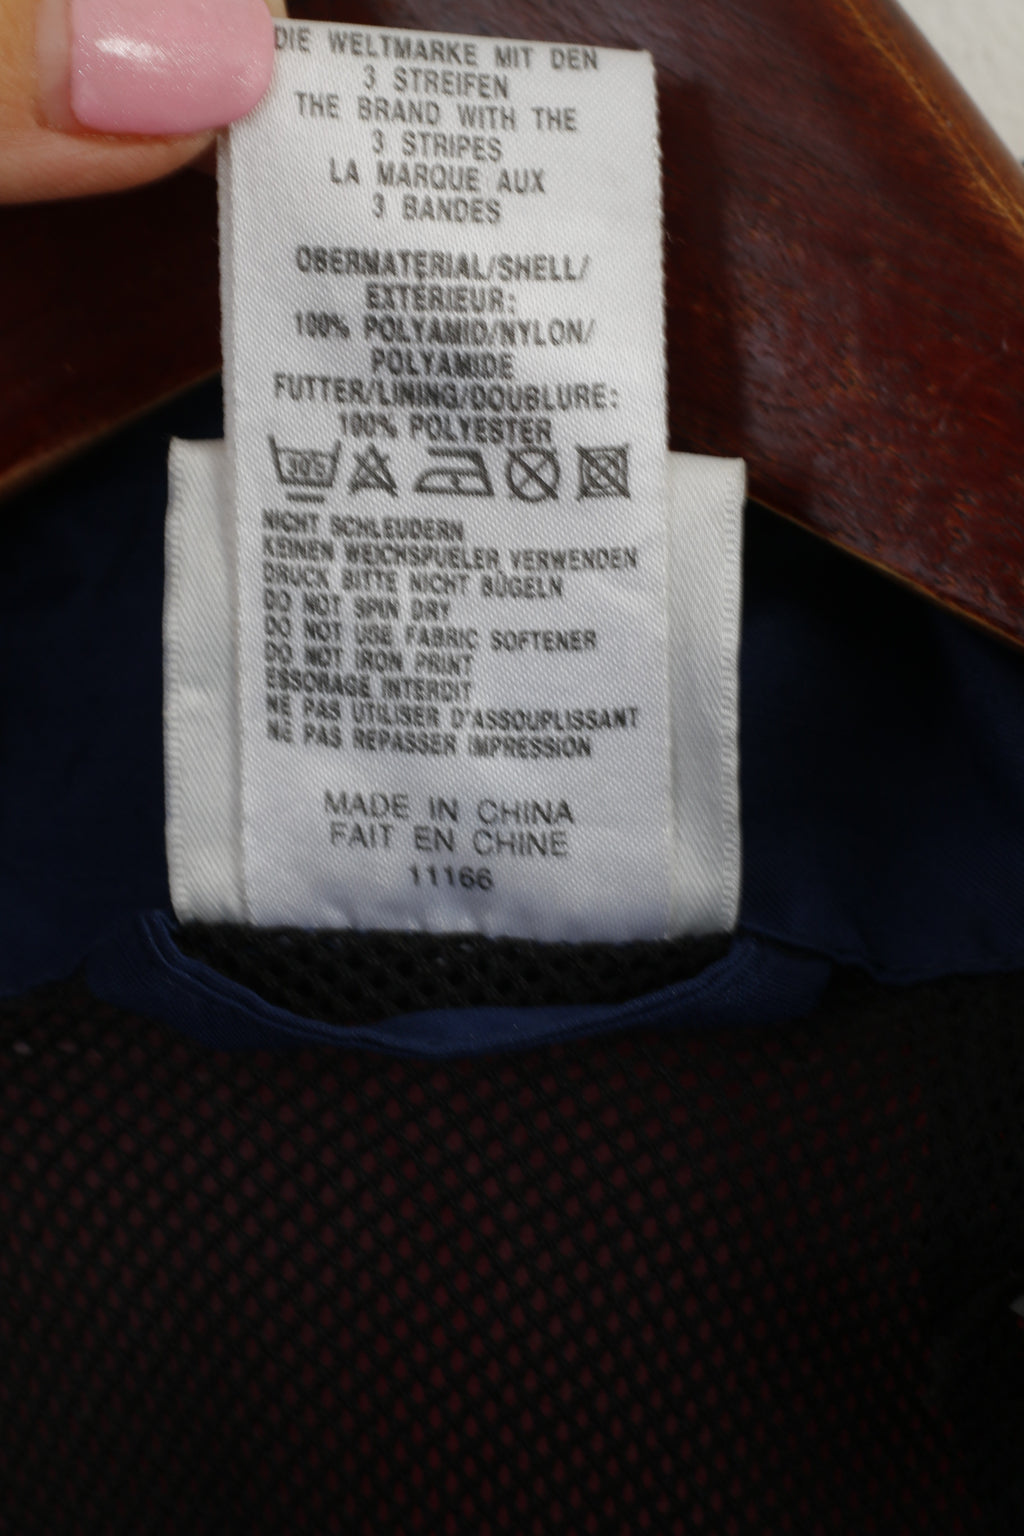 DIE WELTMARKE MIT DEN
3 STREIFEN
THE BRAND WITH THE
3 STRIPES
LA MARQUE AUX
3 BANDES
OBERMATERIAL/SHELL/
EXTERIEUR:
100% POLYAMID/NYLON/
POLYAMIDE
FUTTER/LINING/DOUBLURE:
100% POLYESTER
NICHT SCHLEUDERN
KEINEN WEICHSPUELER VERWENDEN
DRUCK BITTE NICHT BÜGELN
DO NOT SPIN DRY
DO NOT USE FABRIC SOFTENER
DO NOT IRON PRINT
ESSORAGE INTERDIT
NE PAS UTILISER D'ASSOUPLISSANT
NE PAS REPASSER IMPRESSION
MADE IN CHINA
FAIT EN CHINE
11166